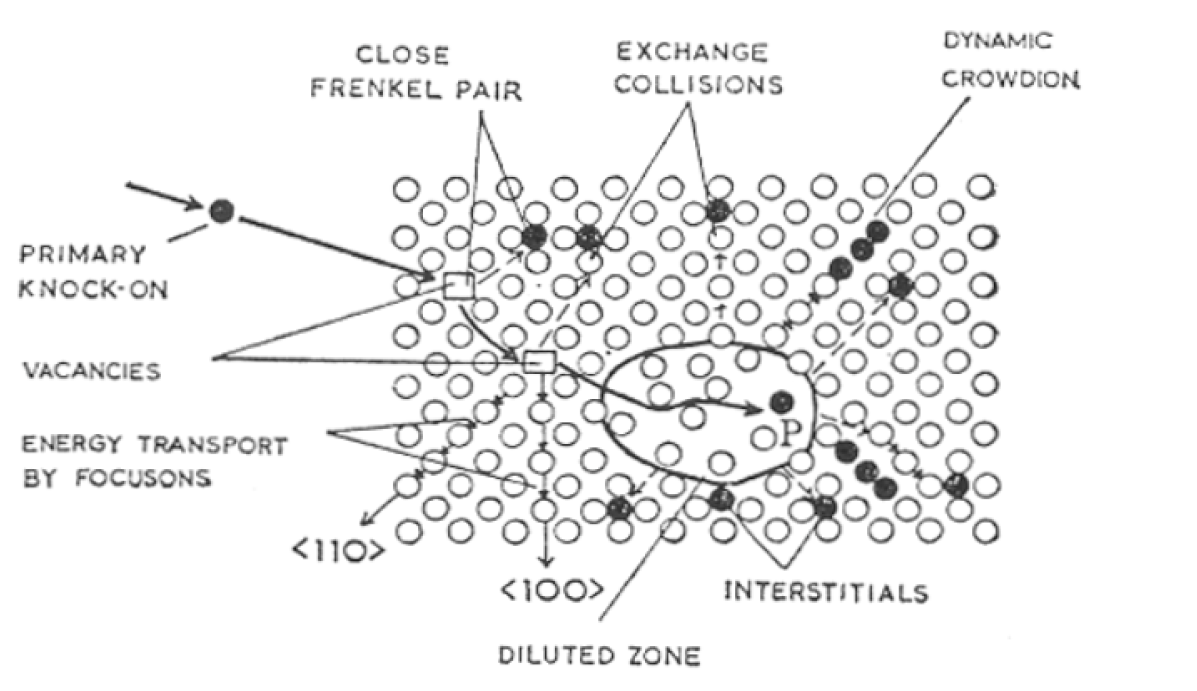 CLOSE
FRENKEL PAIR
EXCHANGE
COLLISIONS
DYNAMIC
CROWDION
PRIMARY
KNOCK-ON
VACANCIES
ENERGY TRANSPORT
BY FOCUSONS
P
<110>
<100>
INTERSTITIALS
DILUTED ZONE